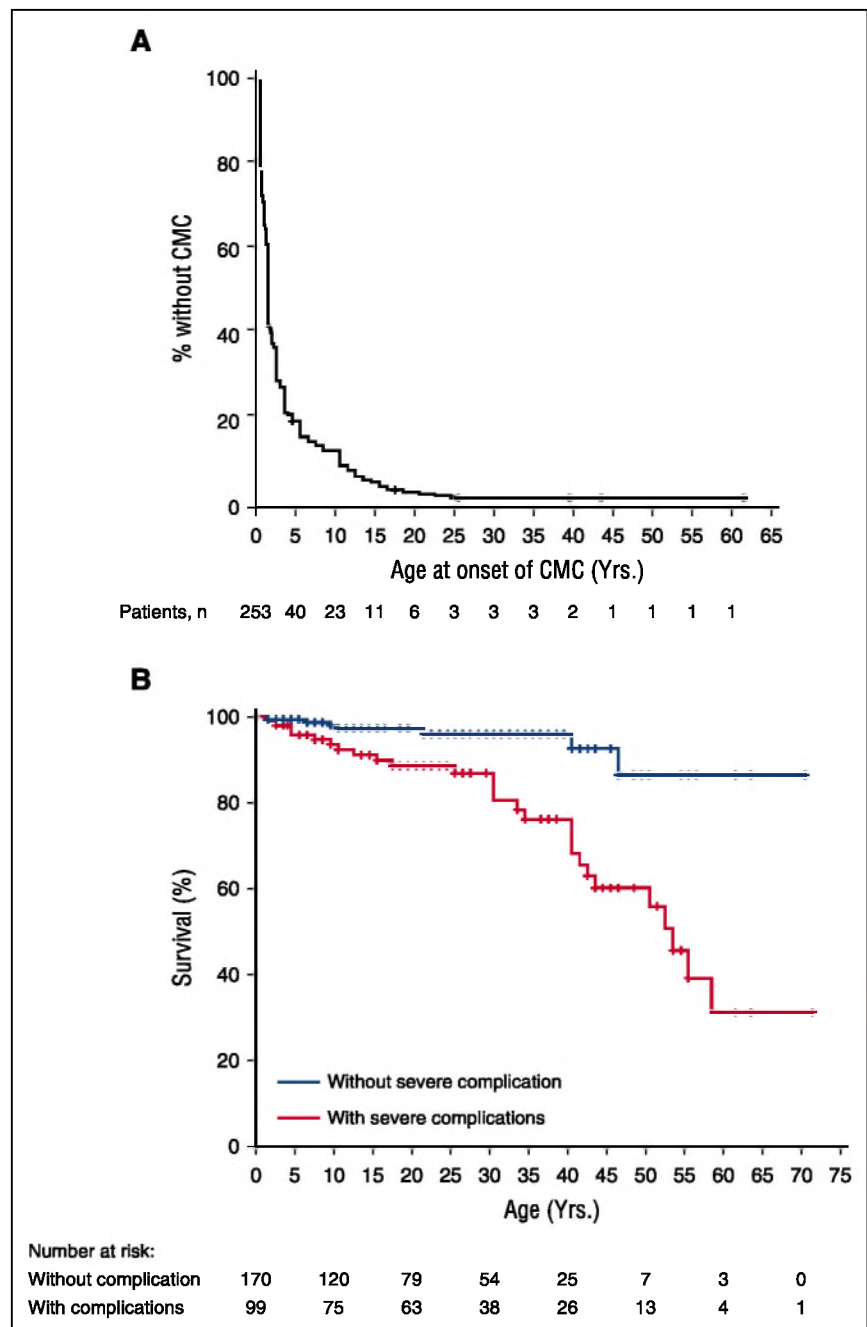 A
100
80
60
40
20
0
% without CMC
0 5 10 15 20 25 30 35 40 45 50 55 60 65
Age at onset of CMC (Yrs.)
Patients, n 253 40 23 11 6 3 3 3 2 1 1 1 1
B
100
80
60
40
20
0
Survival (%)
Without severe complication
With severe complications
0 5 10 15 20 25 30 35 40 45 50 55 60 65 70 75
Age (Yrs.)
Number at risk:
Without complication 170 120 79 54 25 7 3 0
With complications 99 75 63 38 26 13 4 1